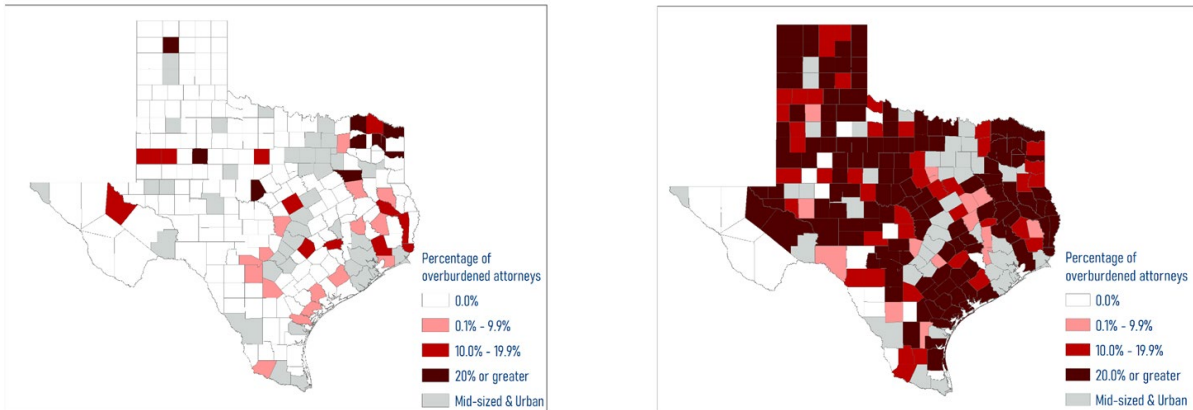 Percentage of
overburdened attorneys
0.0%
0.1% - 9.9%
10.0% - 19.9%
20% or greater
Mid-sized & Urban
Percentage of
overburdened attorneys
0.0%
0.1% - 9.9%
10.0% - 19.9%
20.0% or greater
Mid-sized & Urban